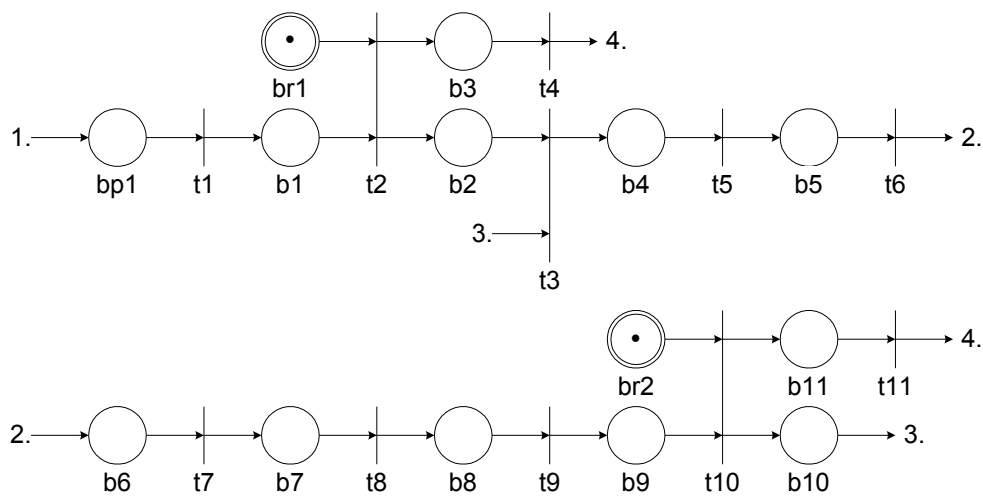 4.
br1 b3 t4
1. 2.
bp1 t1 b1 t2 b2 b4 t5 b5 t6
3.
t3
4.
br2 b11 t11
2. 3.
b6 t7 b7 t8 b8 t9 b9 t10 b10